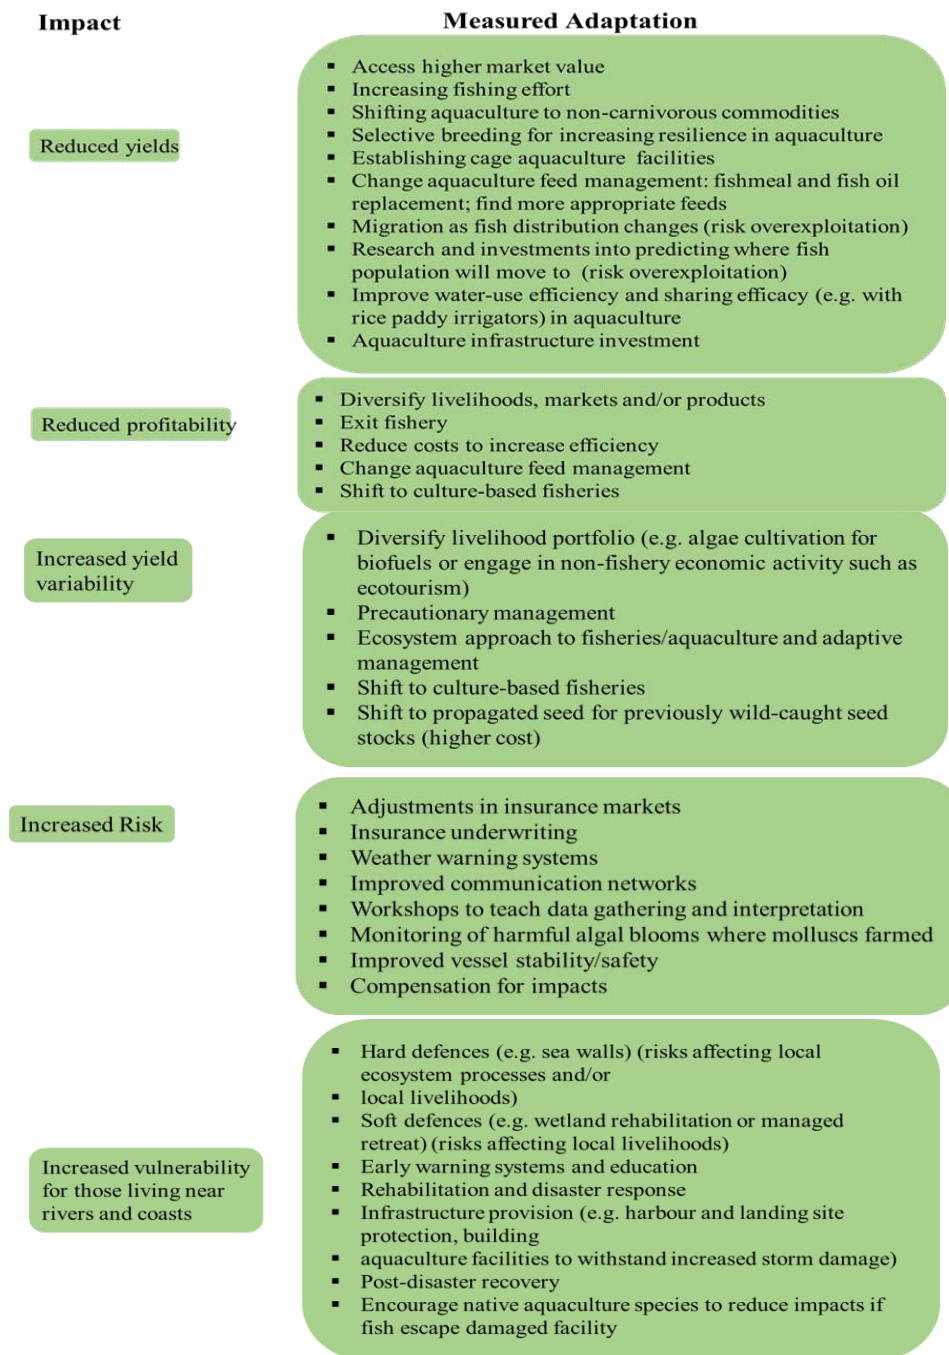 Impact
Measured Adaptation
Reduced yields
▪ Access higher market value
▪ Increasing fishing effort
▪ Shifting aquaculture to non-carnivorous commodities
▪ Selective breeding for increasing resilience in aquaculture
▪ Establishing cage aquaculture facilities
▪ Change aquaculture feed management: fishmeal and fish oil
replacement; find more appropriate feeds
▪ Migration as fish distribution changes (risk overexploitation)
▪ Research and investments into predicting where fish
population will move to (risk overexploitation)
▪ Improve water-use efficiency and sharing efficacy (e.g. with
rice paddy irrigators) in aquaculture
▪ Aquaculture infrastructure investment
Reduced profitability
▪ Diversify livelihoods, markets and/or products
▪ Exit fishery
▪ Reduce costs to increase efficiency
▪ Change aquaculture feed management
▪ Shift to culture-based fisheries
Increased yield
variability
▪ Diversify livelihood portfolio (e.g. algae cultivation for
biofuels or engage in non-fishery economic activity such as
ecotourism)
▪ Precautionary management
▪ Ecosystem approach to fisheries/aquaculture and adaptive
management
▪ Shift to culture-based fisheries
▪ Shift to propagated seed for previously wild-caught seed
stocks (higher cost)
Increased Risk
▪ Adjustments in insurance markets
▪ Insurance underwriting
▪ Weather warning systems
▪ Improved communication networks
▪ Workshops to teach data gathering and interpretation
▪ Monitoring of harmful algal blooms where molluscs farmed
▪ Improved vessel stability/safety
▪ Compensation for impacts
Increased vulnerability
for those living near
rivers and coasts
▪ Hard defences (e.g. sea walls) (risks affecting local
ecosystem processes and/or
▪ local livelihoods)
▪ Soft defences (e.g. wetland rehabilitation or managed
retreat) (risks affecting local livelihoods)
▪ Early warning systems and education
▪ Rehabilitation and disaster response
▪ Infrastructure provision (e.g. harbour and landing site
protection, building
▪ aquaculture facilities to withstand increased storm damage)
▪ Post-disaster recovery
▪ Encourage native aquaculture species to reduce impacts if
fish escape damaged facility